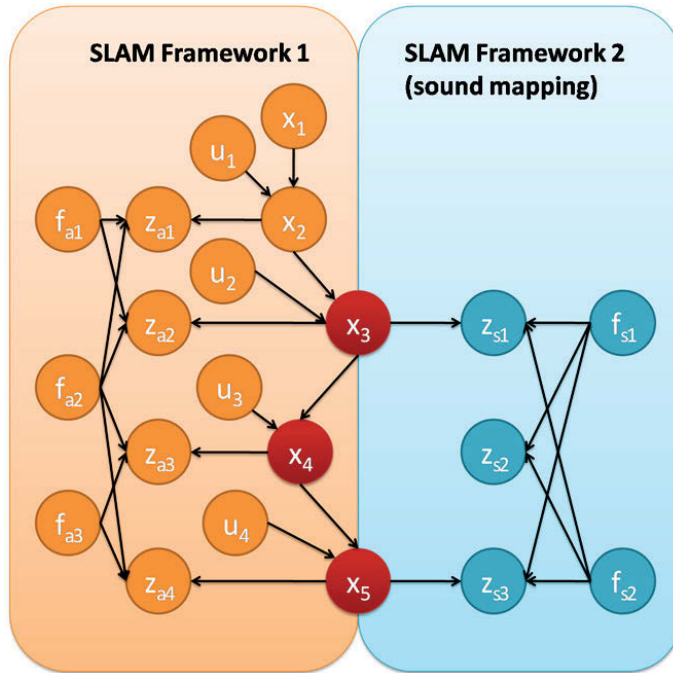 SLAM Framework 1
SLAM Framework 2
(sound mapping)
x1
u1
fa1
za1
x2
u2
za2
x3
zs1
fs1
fa2
u3
za3
x4
zs2
fa3
u4
za4
x5
zs3
fs2